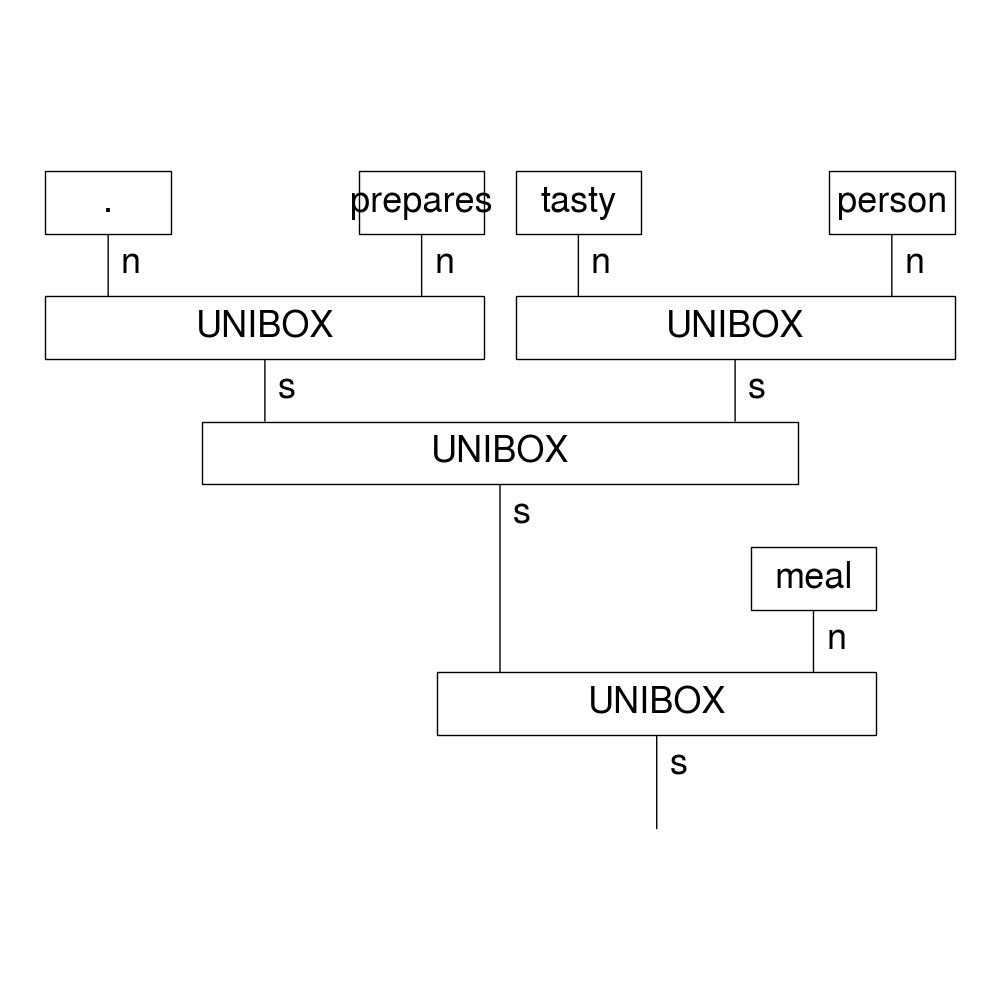 . prepares tasty person
n n n n
UNIBOX UNIBOX
s s
UNIBOX
s
meal
n
UNIBOX
s